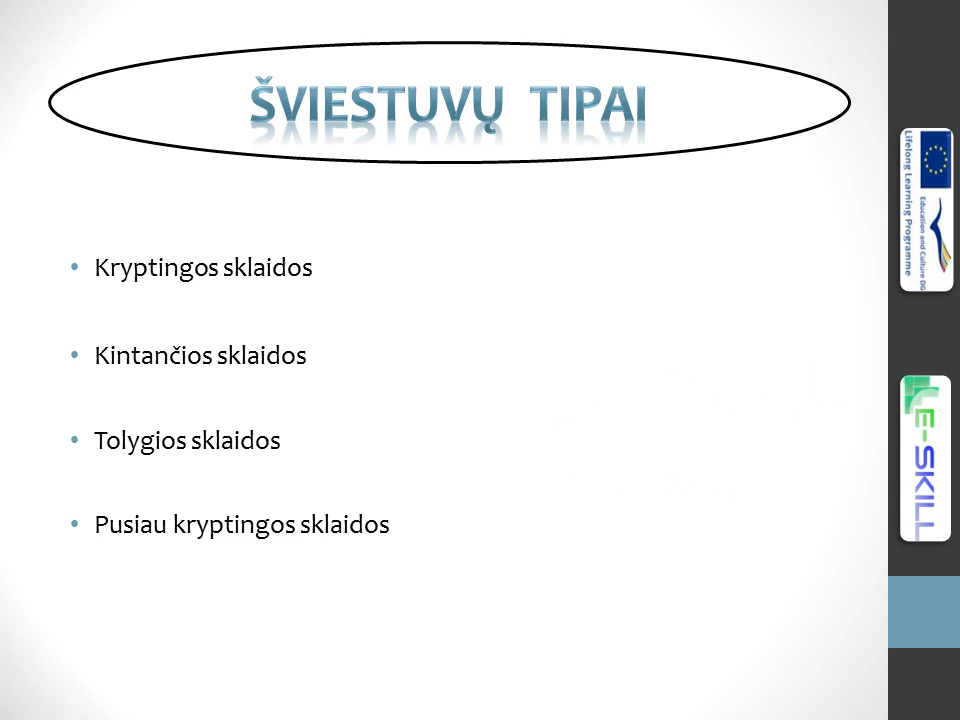 ŠVIESTUVŲ TIPAI
• Kryptingos sklaidos
• Kintančios sklaidos
• Tolygios sklaidos
• Pusiau kryptingos sklaidos
Lifelong Learning Programme
Education and Culture DG
E-SKILL